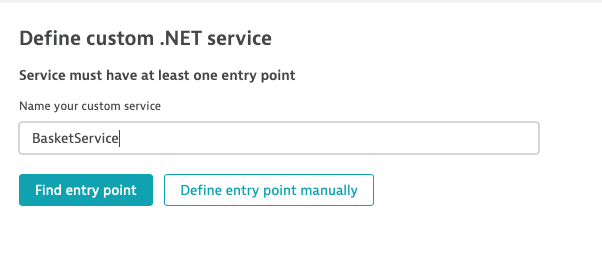 Define custom .NET service
Service must have at least one entry point
Name your custom service
BasketService
Find entry point
Define entry point manually